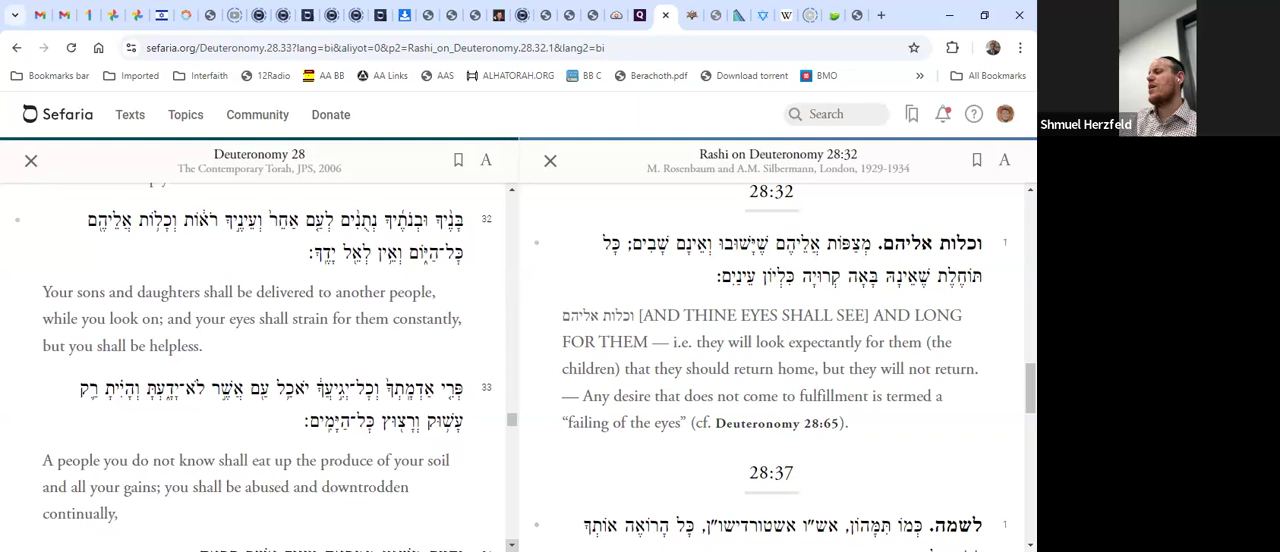 sefaria.org/Deuteronomy.28.33?lang=bi&aliyot=0&p2=Rashi_on_Deuteronomy.28.32.1&lang2=bi
Bookmarks bar
Imported
Interfaith
12Radio
AA BB
AA Links
AAS
ALHATORAH.ORG
BB C
Berachoth.pdf
Download torrent
BMO
»
All Bookmarks
Sefaria
Texts
Topics
Community
Donate
Search
Deuteronomy 28
The Contemporary Torah, JPS, 2006
A
32
בָּנֶ֨יךָ וּבְנֹתֶ֜יךָ נְתֻנִ֨ים לְעַ֤ם אַחֵר֙ וְעֵינֶ֣יךָ רֹא֔וֹת וְכָל֥וֹת אֲלֵיהֶ֖ם
כׇּל־הַיּ֑וֹם וְאֵ֥ין לְאֵ֖ל יָדֶֽךָ׃
Your sons and daughters shall be delivered to another people,
while you look on; and your eyes shall strain for them constantly,
but you shall be helpless.
33
פְּרִ֤י אַדְמָֽתְךָ֙ וְכׇל־יְגִ֣יעֲךָ֔ יֹאכַ֥ל עַ֖ם אֲשֶׁ֣ר לֹא־יָדָ֑עְתָּ וְהָיִ֗יתָ רַ֛ק
עָשׁ֥וּק וְרָצ֖וּץ כׇּל־הַיָּמִֽים׃
A people you do not know shall eat up the produce of your soil
and all your gains; you shall be abused and downtrodden
continually,
Rashi on Deuteronomy 28:32
M. Rosenbaum and A.M. Silbermann, London, 1929-1934
A
28:32
1
וכלות אליהם. מְצַפּוֹת אֲלֵיהֶם שֶׁיָּשׁוּבוּ וְאֵינָם שָׁבִים; כָּל
תּוֹחֶלֶת שֶׁאֵינָהּ בָּאָה קְרוּיָה כִּלְיוֹן עֵינַיִם:
וכלות אליהם [AND THINE EYES SHALL SEE] AND LONG
FOR THEM — i.e. they will look expectantly for them (the
children) that they should return home, but they will not return.
— Any desire that does not come to fulfillment is termed a
“failing of the eyes” (cf. Deuteronomy 28:65).
28:37
1
לשמה. כְּמוֹ תִּמָּהוֹן, אש"ו אשטורדישו"ן, כָּל הָרוֹאֶה אוֹתְךָ
Shmuel Herzfeld